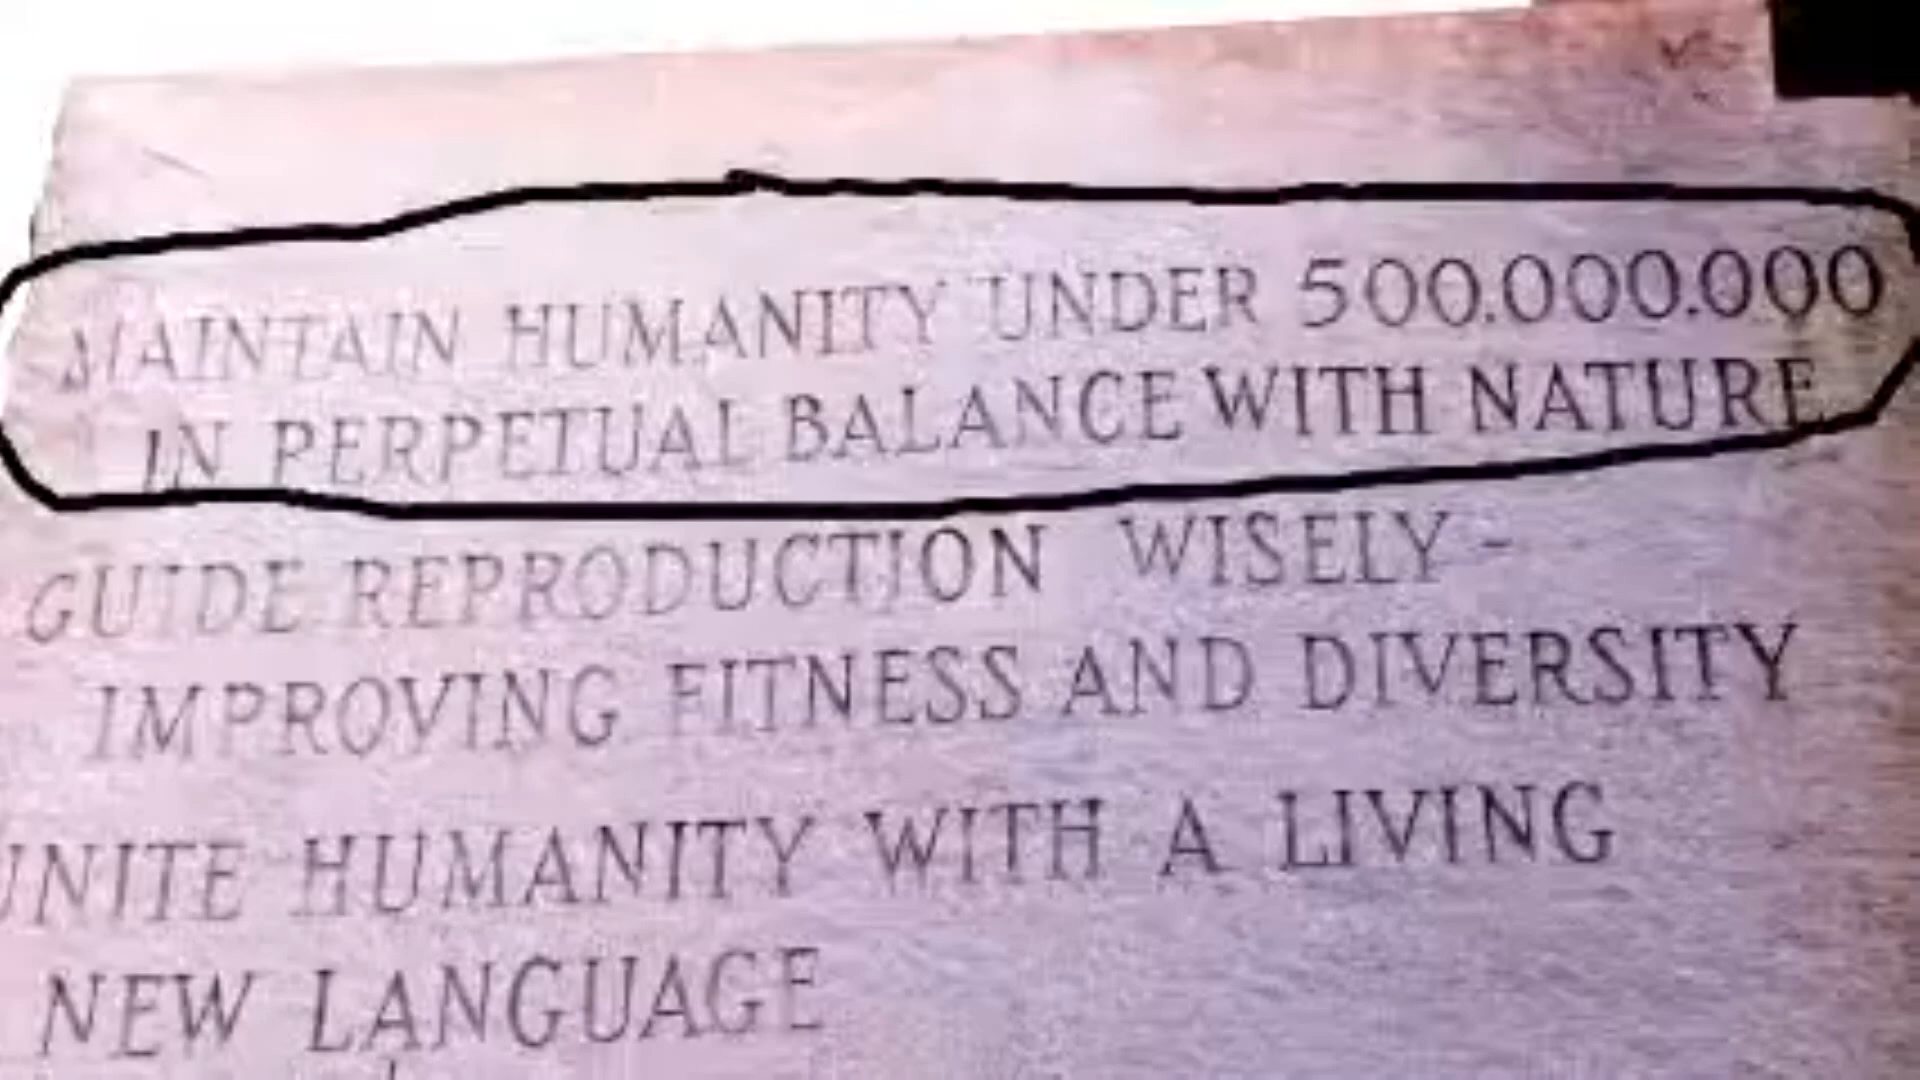 MAINTAIN HUMANITY UNDER 500.000.000
IN PERPETUAL BALANCE WITH NATURE
GUIDE REPRODUCTION WISELY -
IMPROVING FITNESS AND DIVERSITY
UNITE HUMANITY WITH A LIVING
NEW LANGUAGE